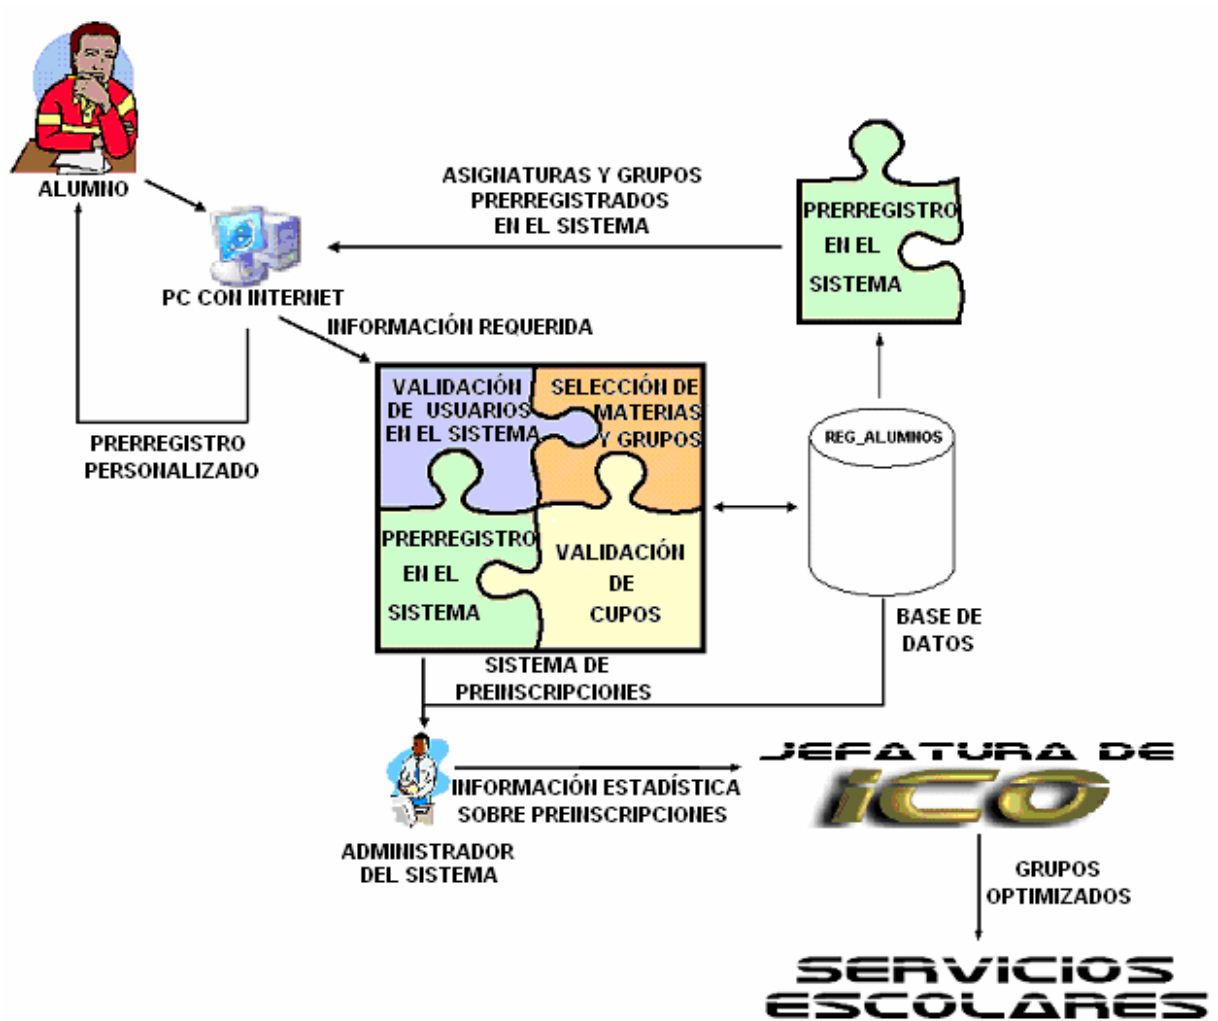 ALUMNO
PC CON INTERNET
ASIGNATURAS Y GRUPOS
PRERREGISTRADOS
EN EL SISTEMA
PRERREGISTRO
EN EL
SISTEMA
INFORMACIÓN REQUERIDA
PRERREGISTRO
PERSONALIZADO
VALIDACIÓN
DE USUARIOS
EN EL SISTEMA
SELECCIÓN DE
MATERIAS
Y GRUPOS
PRERREGISTRO
EN EL
SISTEMA
VALIDACIÓN
DE
CUPOS
REG_ALUMNOS
BASE DE
DATOS
SISTEMA DE
PREINSCRIPCIONES
ADMINISTRADOR
DEL SISTEMA
INFORMACIÓN ESTADÍSTICA
SOBRE PREINSCRIPCIONES
JEFATURA DE
iCO
GRUPOS
OPTIMIZADOS
SERVICIOS
ESCOLARES